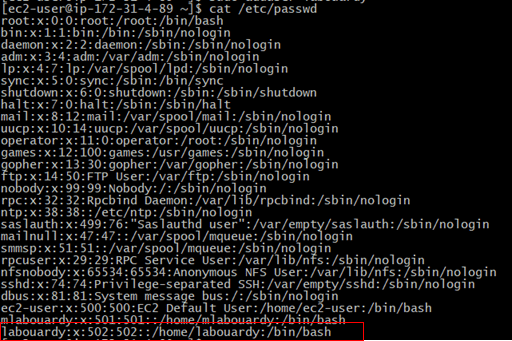 [ec2-user@ip-172-31-4-89 ~]$ cat /etc/passwd
root:x:0:0:root:/root:/bin/bash
bin:x:1:1:bin:/bin:/sbin/nologin
daemon:x:2:2:daemon:/sbin:/sbin/nologin
adm:x:3:4:adm:/var/adm:/sbin/nologin
lp:x:4:7:lp:/var/spool/lpd:/sbin/nologin
sync:x:5:0:sync:/sbin:/bin/sync
shutdown:x:6:0:shutdown:/sbin:/sbin/shutdown
halt:x:7:0:halt:/sbin:/sbin/halt
mail:x:8:12:mail:/var/spool/mail:/sbin/nologin
uucp:x:10:14:uucp:/var/spool/uucp:/sbin/nologin
operator:x:11:0:operator:/root:/sbin/nologin
games:x:12:100:games:/usr/games:/sbin/nologin
gopher:x:13:30:gopher:/var/gopher:/sbin/nologin
ftp:x:14:50:FTP User:/var/ftp:/sbin/nologin
nobody:x:99:99:Nobody:/:/sbin/nologin
rpc:x:32:32:Rpcbind Daemon:/var/lib/rpcbind:/sbin/nologin
ntp:x:38:38::/etc/ntp:/sbin/nologin
saslauth:x:499:76:"Saslauthd user":/var/empty/saslauth:/sbin/nologin
mailnull:x:47:47::/var/spool/mqueue:/sbin/nologin
smmsp:x:51:51::/var/spool/mqueue:/sbin/nologin
rpcuser:x:29:29:RPC Service User:/var/lib/nfs:/sbin/nologin
nfsnobody:x:65534:65534:Anonymous NFS User:/var/lib/nfs:/sbin/nologin
sshd:x:74:74:Privilege-separated SSH:/var/empty/sshd:/sbin/nologin
dbus:x:81:81:System message bus:/:/sbin/nologin
ec2-user:x:500:500:EC2 Default User:/home/ec2-user:/bin/bash
mlabouardy:x:501:501::/home/mlabouardy:/bin/bash
labouardy:x:502:502::/home/labouardy:/bin/bash